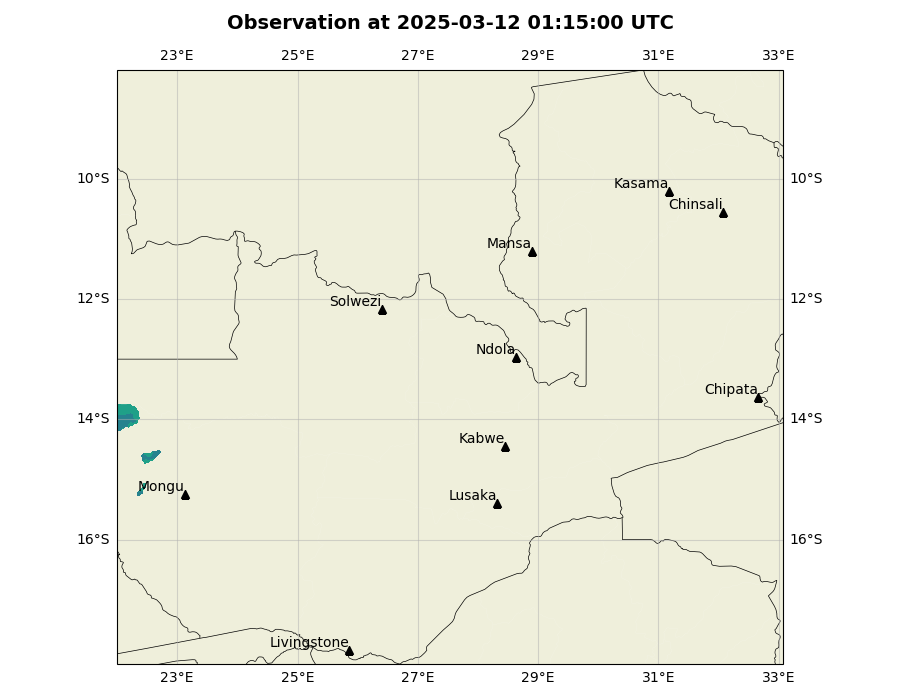 Observation at 2025-03-12 01:15:00 UTC
23°E 25°E 27°E 29°E 31°E 33°E
10°S 10°S
Kasama
Chinsali
Mansa
12°S 12°S
Solwezi
Ndola
Chipata
14°S 14°S
Kabwe
Mongu
Lusaka
16°S 16°S
Livingstone
23°E 25°E 27°E 29°E 31°E 33°E